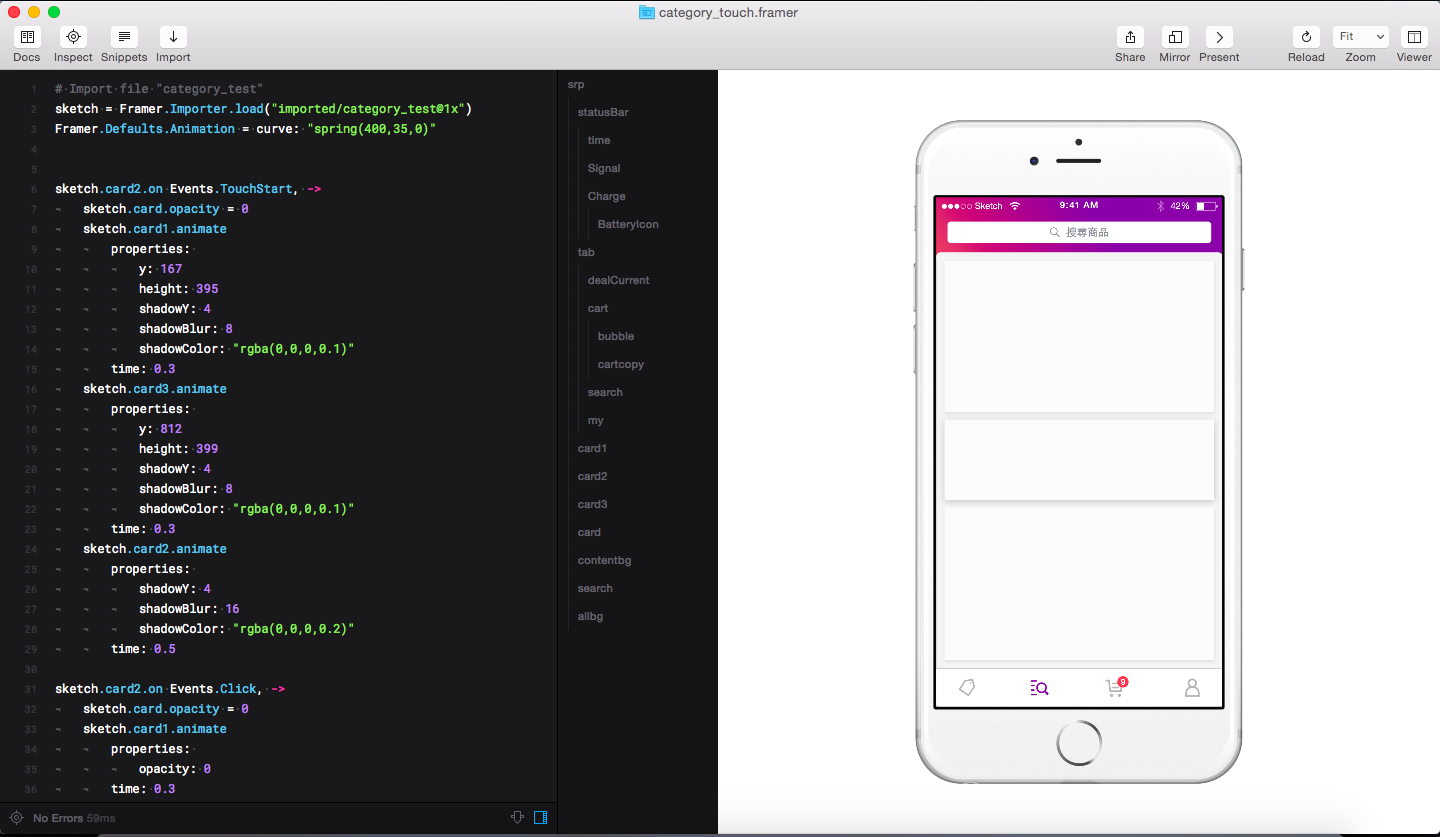 category_touch.framer
Docs Inspect Snippets Import
Share Mirror Present
Reload Fit Zoom Viewer
1 # Import file "category_test"
2 sketch = Framer.Importer.load("imported/category_test@1x")
3 Framer.Defaults.Animation = curve: "spring(400,35,0)"
4
5
6 sketch.card2.on Events.TouchStart, ->
7 sketch.card.opacity = 0
8 sketch.card1.animate
9 properties:
10 y: 167
11 height: 395
12 shadowY: 4
13 shadowBlur: 8
14 shadowColor: "rgba(0,0,0,0.1)"
15 time: 0.3
16 sketch.card3.animate
17 properties:
18 y: 812
19 height: 399
20 shadowY: 4
21 shadowBlur: 8
22 shadowColor: "rgba(0,0,0,0.1)"
23 time: 0.3
24 sketch.card2.animate
25 properties:
26 shadowY: 4
27 shadowBlur: 16
28 shadowColor: "rgba(0,0,0,0.2)"
29 time: 0.5
30
31 sketch.card2.on Events.Click, ->
32 sketch.card.opacity = 0
33 sketch.card1.animate
34 properties:
35 opacity: 0
36 time: 0.3
No Errors 59ms
srp
statusBar
time
Signal
Charge
BatteryIcon
tab
dealCurrent
cart
bubble
cartcopy
search
my
card1
card2
card3
card
contentbg
search
allbg
Sketch 9:41 AM 42%
搜尋商品
9